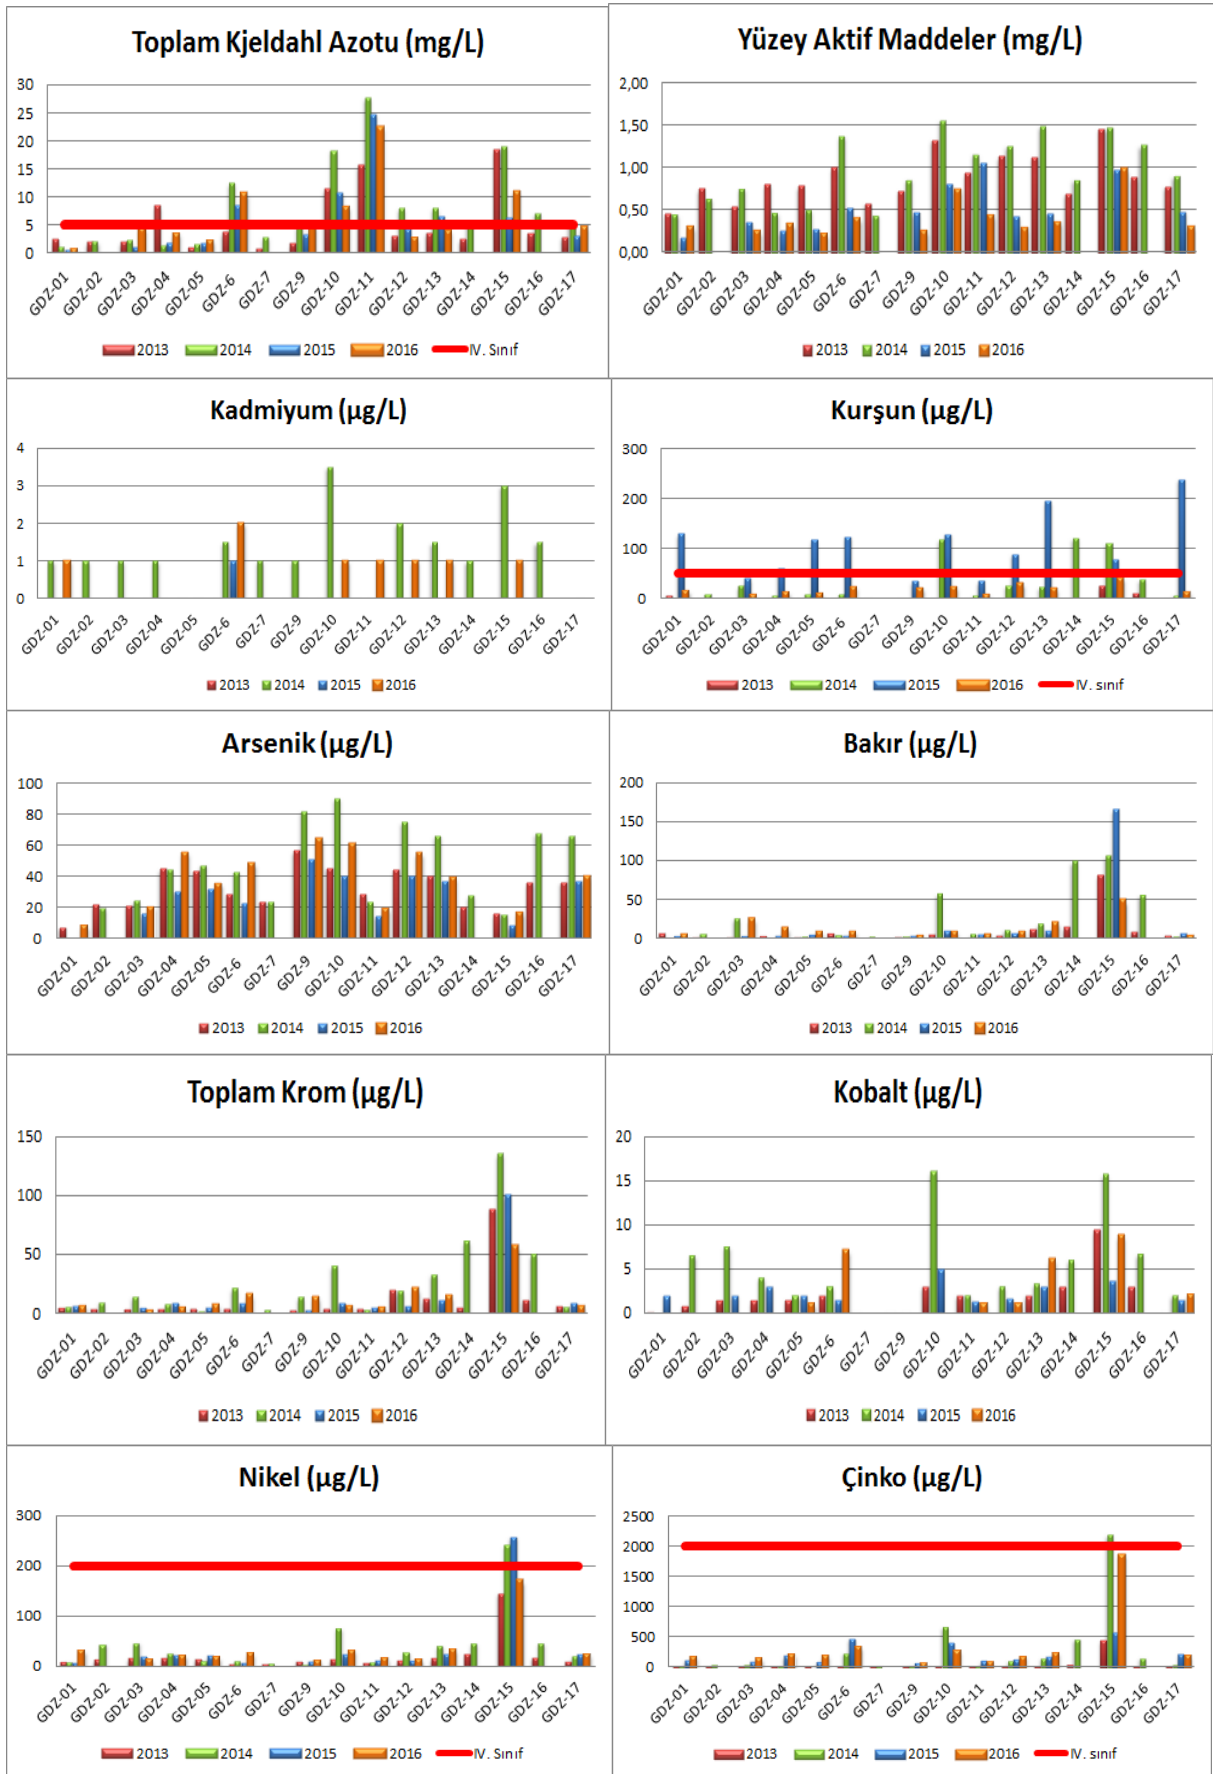 Toplam Kjeldahl Azotu (mg/L)
30
25
20
15
10
5
0
GDZ-01 GDZ-02 GDZ-03 GDZ-04 GDZ-05 GDZ-6 GDZ-7 GDZ-9 GDZ-10 GDZ-11 GDZ-12 GDZ-13 GDZ-14 GDZ-15 GDZ-16 GDZ-17
2013 2014 2015 2016 IV. Sınıf
Yüzey Aktif Maddeler (mg/L)
2,00
1,50
1,00
0,50
0,00
GDZ-01 GDZ-02 GDZ-03 GDZ-04 GDZ-05 GDZ-6 GDZ-7 GDZ-9 GDZ-10 GDZ-11 GDZ-12 GDZ-13 GDZ-14 GDZ-15 GDZ-16 GDZ-17
2013 2014 2015 2016
Kadmiyum (µg/L)
4
3
2
1
0
GDZ-01 GDZ-02 GDZ-03 GDZ-04 GDZ-05 GDZ-6 GDZ-7 GDZ-9 GDZ-10 GDZ-11 GDZ-12 GDZ-13 GDZ-14 GDZ-15 GDZ-16 GDZ-17
2013 2014 2015 2016
Kurşun (µg/L)
300
200
100
0
GDZ-01 GDZ-02 GDZ-03 GDZ-04 GDZ-05 GDZ-6 GDZ-7 GDZ-9 GDZ-10 GDZ-11 GDZ-12 GDZ-13 GDZ-14 GDZ-15 GDZ-16 GDZ-17
2013 2014 2015 2016 IV. sınıf
Arsenik (µg/L)
100
80
60
40
20
0
GDZ-01 GDZ-02 GDZ-03 GDZ-04 GDZ-05 GDZ-6 GDZ-7 GDZ-9 GDZ-10 GDZ-11 GDZ-12 GDZ-13 GDZ-14 GDZ-15 GDZ-16 GDZ-17
2013 2014 2015 2016
Bakır (µg/L)
200
150
100
50
0
GDZ-01 GDZ-02 GDZ-03 GDZ-04 GDZ-05 GDZ-6 GDZ-7 GDZ-9 GDZ-10 GDZ-11 GDZ-12 GDZ-13 GDZ-14 GDZ-15 GDZ-16 GDZ-17
2013 2014 2015 2016
Toplam Krom (µg/L)
150
100
50
0
GDZ-01 GDZ-02 GDZ-03 GDZ-04 GDZ-05 GDZ-6 GDZ-7 GDZ-9 GDZ-10 GDZ-11 GDZ-12 GDZ-13 GDZ-14 GDZ-15 GDZ-16 GDZ-17
2013 2014 2015 2016
Kobalt (µg/L)
20
15
10
5
0
GDZ-01 GDZ-02 GDZ-03 GDZ-04 GDZ-05 GDZ-6 GDZ-7 GDZ-9 GDZ-10 GDZ-11 GDZ-12 GDZ-13 GDZ-14 GDZ-15 GDZ-16 GDZ-17
2013 2014 2015 2016
Nikel (µg/L)
300
200
100
0
GDZ-01 GDZ-02 GDZ-03 GDZ-04 GDZ-05 GDZ-6 GDZ-7 GDZ-9 GDZ-10 GDZ-11 GDZ-12 GDZ-13 GDZ-14 GDZ-15 GDZ-16 GDZ-17
2013 2014 2015 2016 IV. Sınıf
Çinko (µg/L)
2500
2000
1500
1000
500
0
GDZ-01 GDZ-02 GDZ-03 GDZ-04 GDZ-05 GDZ-6 GDZ-7 GDZ-9 GDZ-10 GDZ-11 GDZ-12 GDZ-13 GDZ-14 GDZ-15 GDZ-16 GDZ-17
2013 2014 2015 2016 IV. sınıf